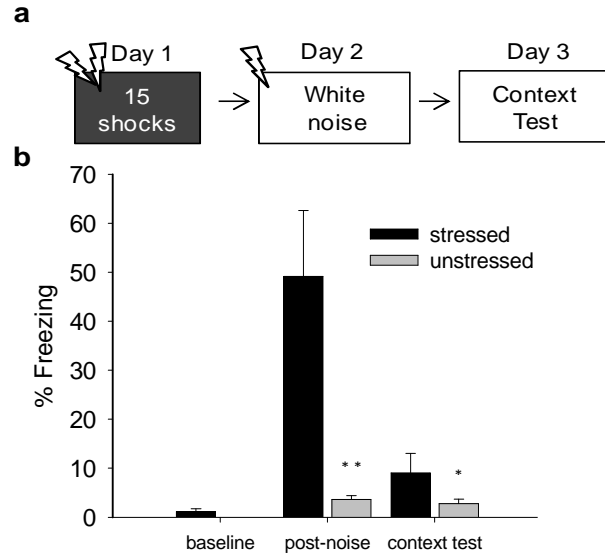 a
Day 1
Day 2
Day 3
15
shocks
White
noise
Context
Test
b
70
60
50
40
30
20
10
0
% Freezing
stressed
unstressed
**
*
baseline
post-noise
context test